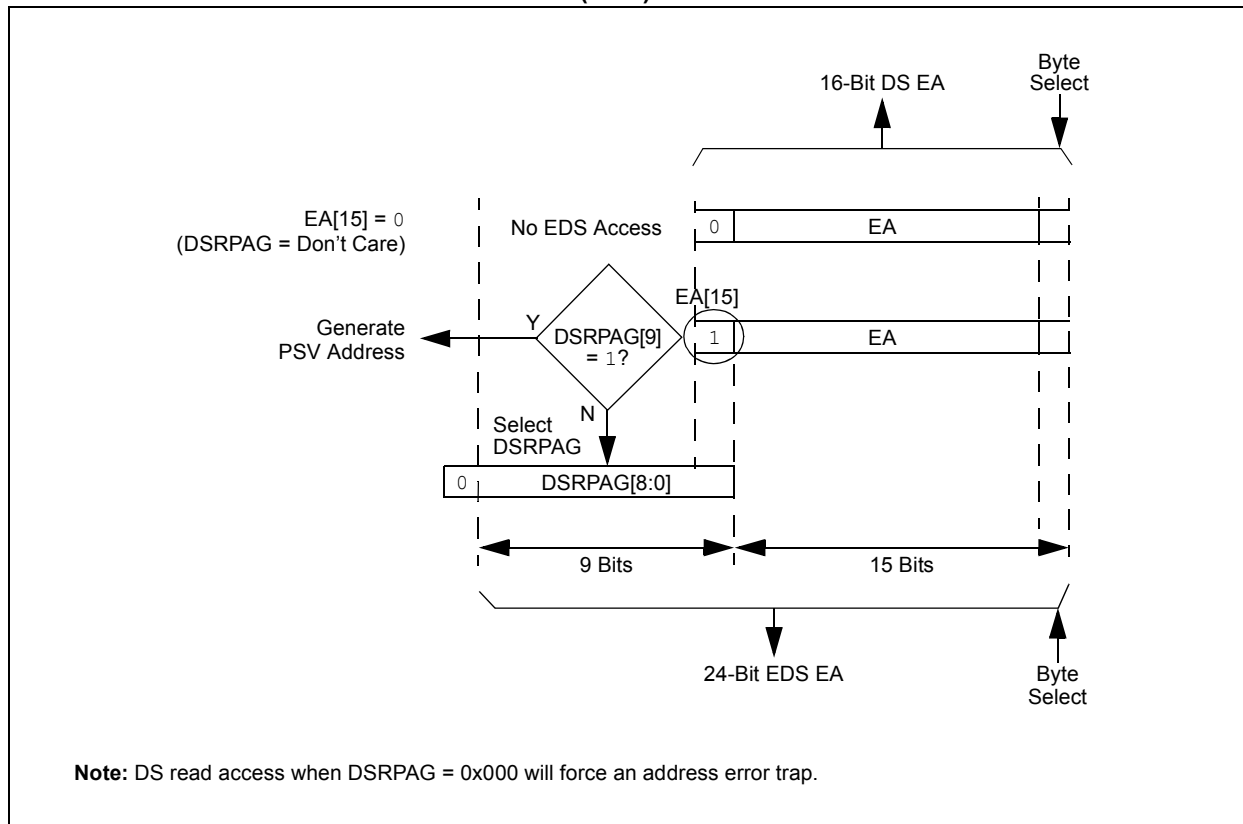 16-Bit DS EA
Byte
Select
EA[15] = 0
(DSRPAG = Don't Care)
No EDS Access
0
EA
EA[15]
Generate
PSV Address
Y
DSRPAG[9]
= 1?
1
EA
N
Select
DSRPAG
0
DSRPAG[8:0]
9 Bits
15 Bits
24-Bit EDS EA
Byte
Select
Note: DS read access when DSRPAG = 0x000 will force an address error trap.